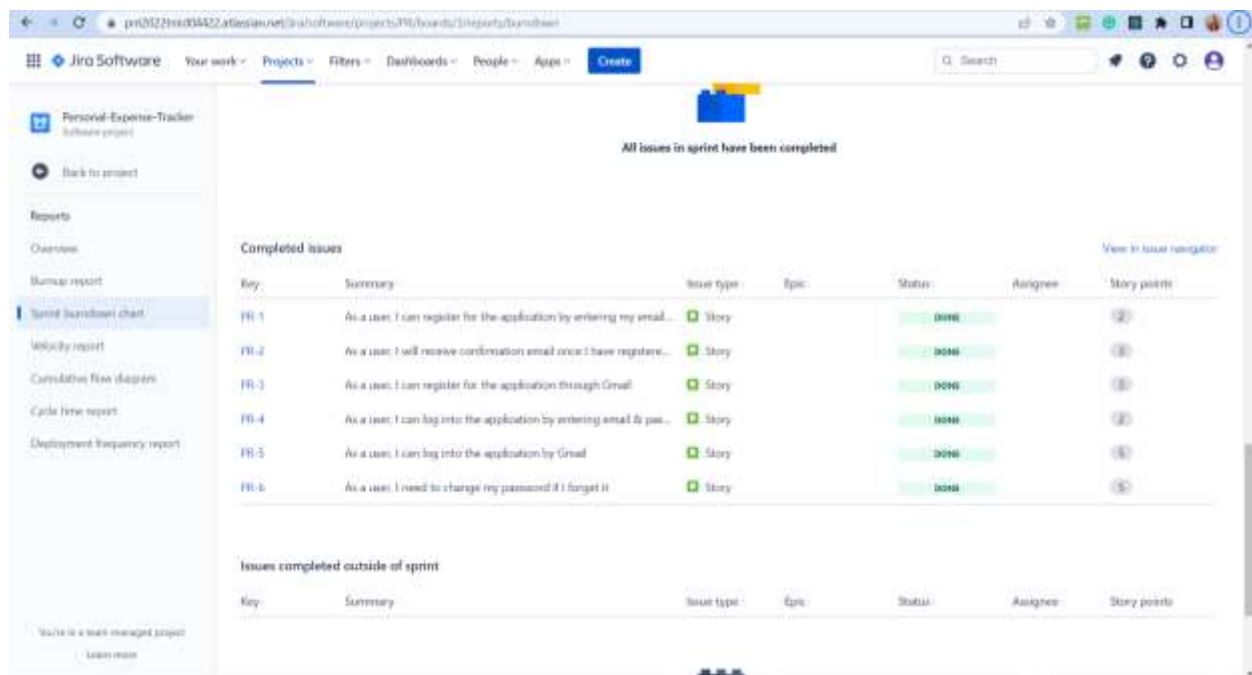 Jira Software Your work Projects Filters Dashboards People Apps Create Search
Personal-Expense-Tracker
Software project
Back to project
All issues in sprint have been completed
Reports
Overview
Burnup report
Sprint burndown chart
Velocity report
Cumulative flow diagram
Cycle time report
Deployment frequency report
Completed issues View in issue navigator
Key Summary Issue type Epic Status Assignee Story points
PR-1 As a user, I can register for the application by entering my email... Story DONE 2
PR-2 As a user, I will receive confirmation email once I have registere... Story DONE
PR-3 As a user, I can register for the application through Gmail Story DONE
PR-4 As a user, I can log into the application by entering email & pas... Story DONE 2
PR-5 As a user, I can log into the application by Gmail Story DONE 5
PR-6 As a user, I need to change my password if I forget it Story DONE 5
Issues completed outside of sprint
Key Summary Issue type Epic Status Assignee Story points
You're in a team-managed project
Learn more